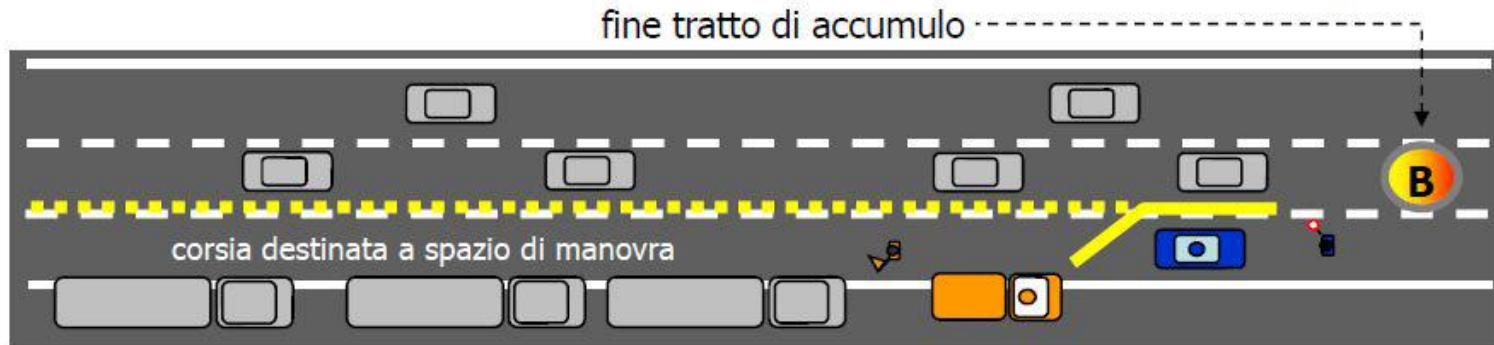 fine tratto di accumulo
B
corsia destinata a spazio di manovra